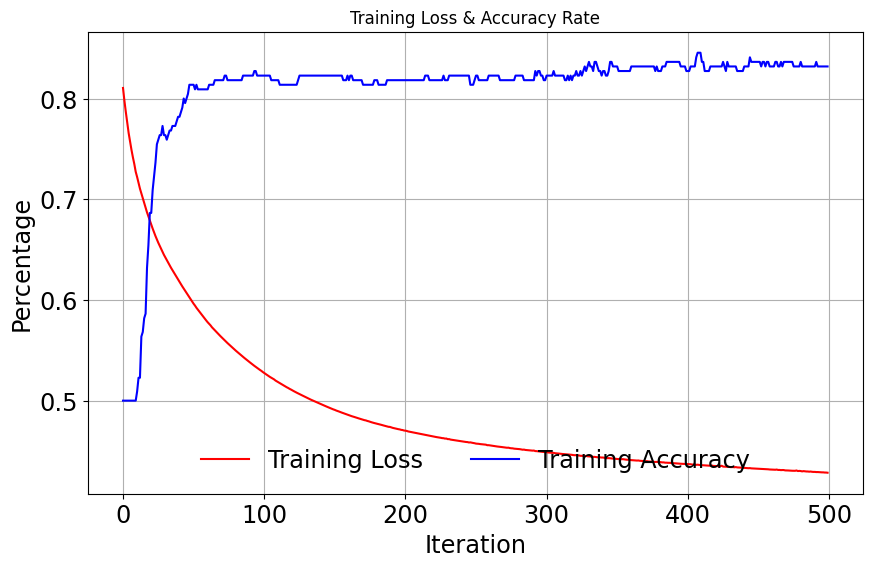 Training Loss & Accuracy Rate
Percentage
0.8
0.7
0.6
0.5
Training Loss
Training Accuracy
0
100
200
300
400
500
Iteration